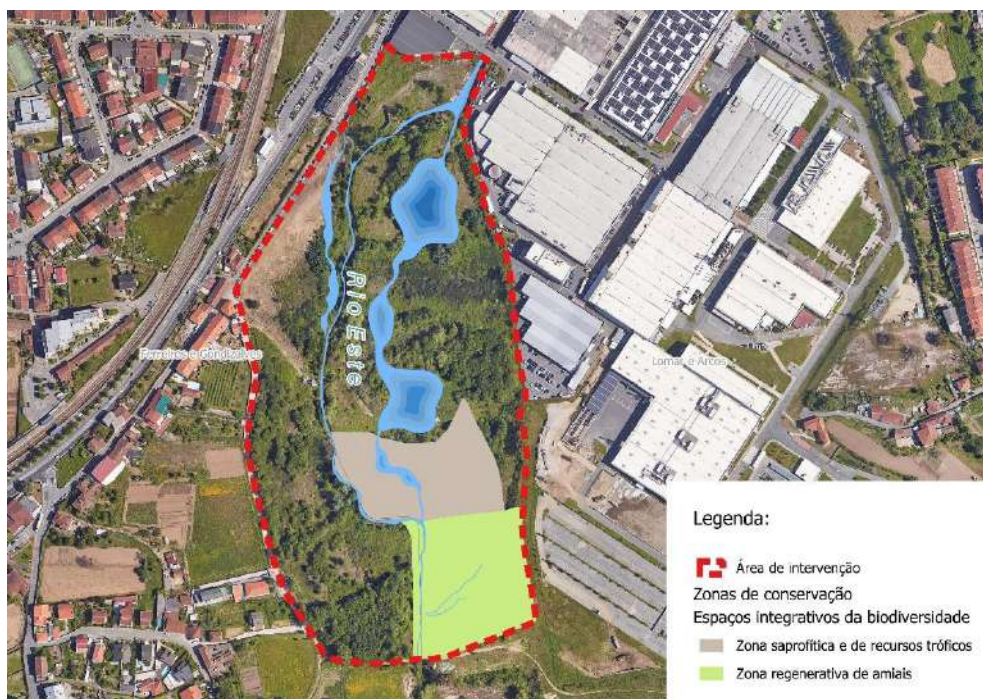 Rio Este
Ferreiros e Gondizalves
Lomar e Arcos
Legenda:
Área de intervenção
Zonas de conservação
Espaços integrativos da biodiversidade
Zona saprofítica e de recursos tróficos
Zona regenerativa de amiais